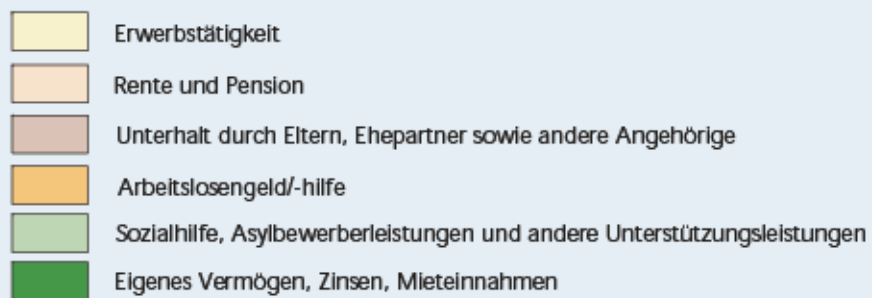 Erwerbstätigkeit
Rente und Pension
Unterhalt durch Eltern, Ehepartner sowie andere Angehörige
Arbeitslosengeld/-hilfe
Sozialhilfe, Asylbewerberleistungen und andere Unterstützungsleistungen
Eigenes Vermögen, Zinsen, Mieteinnahmen